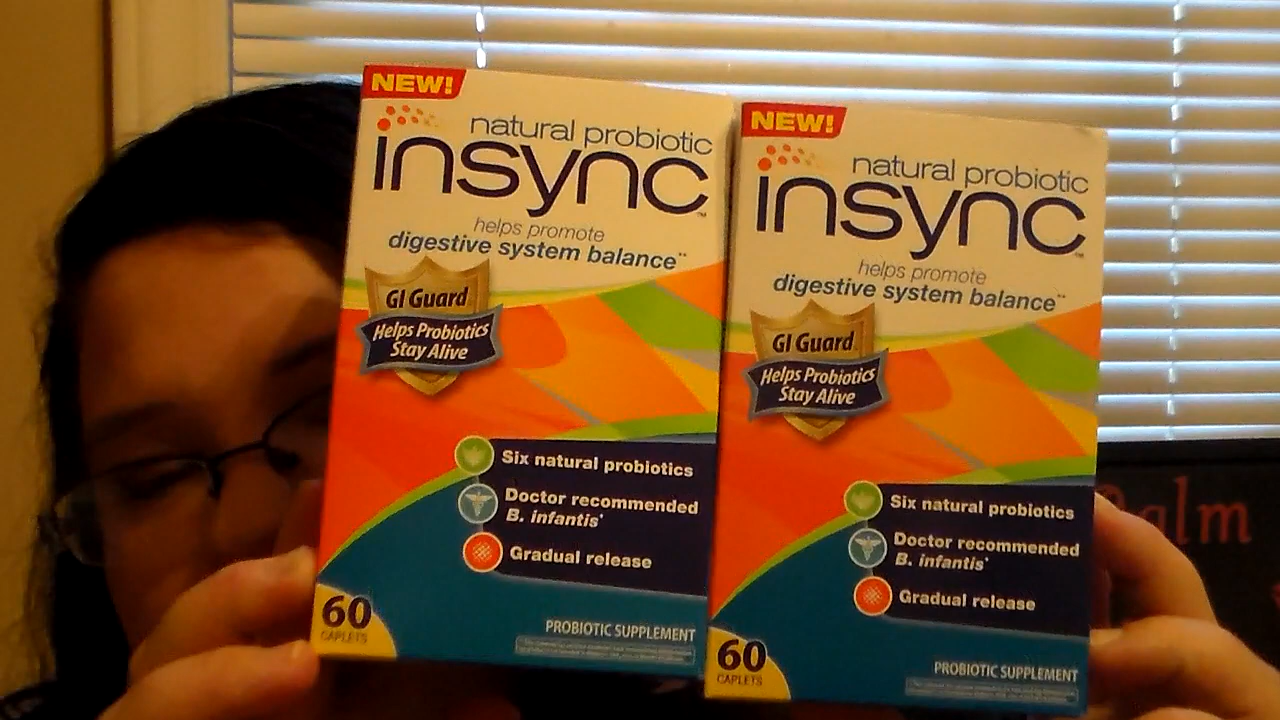 NEW!
natural probiotic
insync™
helps promote
digestive system balance**
GI Guard
Helps Probiotics
Stay Alive
Six natural probiotics
Doctor recommended
B. infantis*
Gradual release
60
CAPLETS
PROBIOTIC SUPPLEMENT
NEW!
natural probiotic
insync™
helps promote
digestive system balance**
GI Guard
Helps Probiotics
Stay Alive
Six natural probiotics
Doctor recommended
B. infantis*
Gradual release
60
CAPLETS
PROBIOTIC SUPPLEMENT